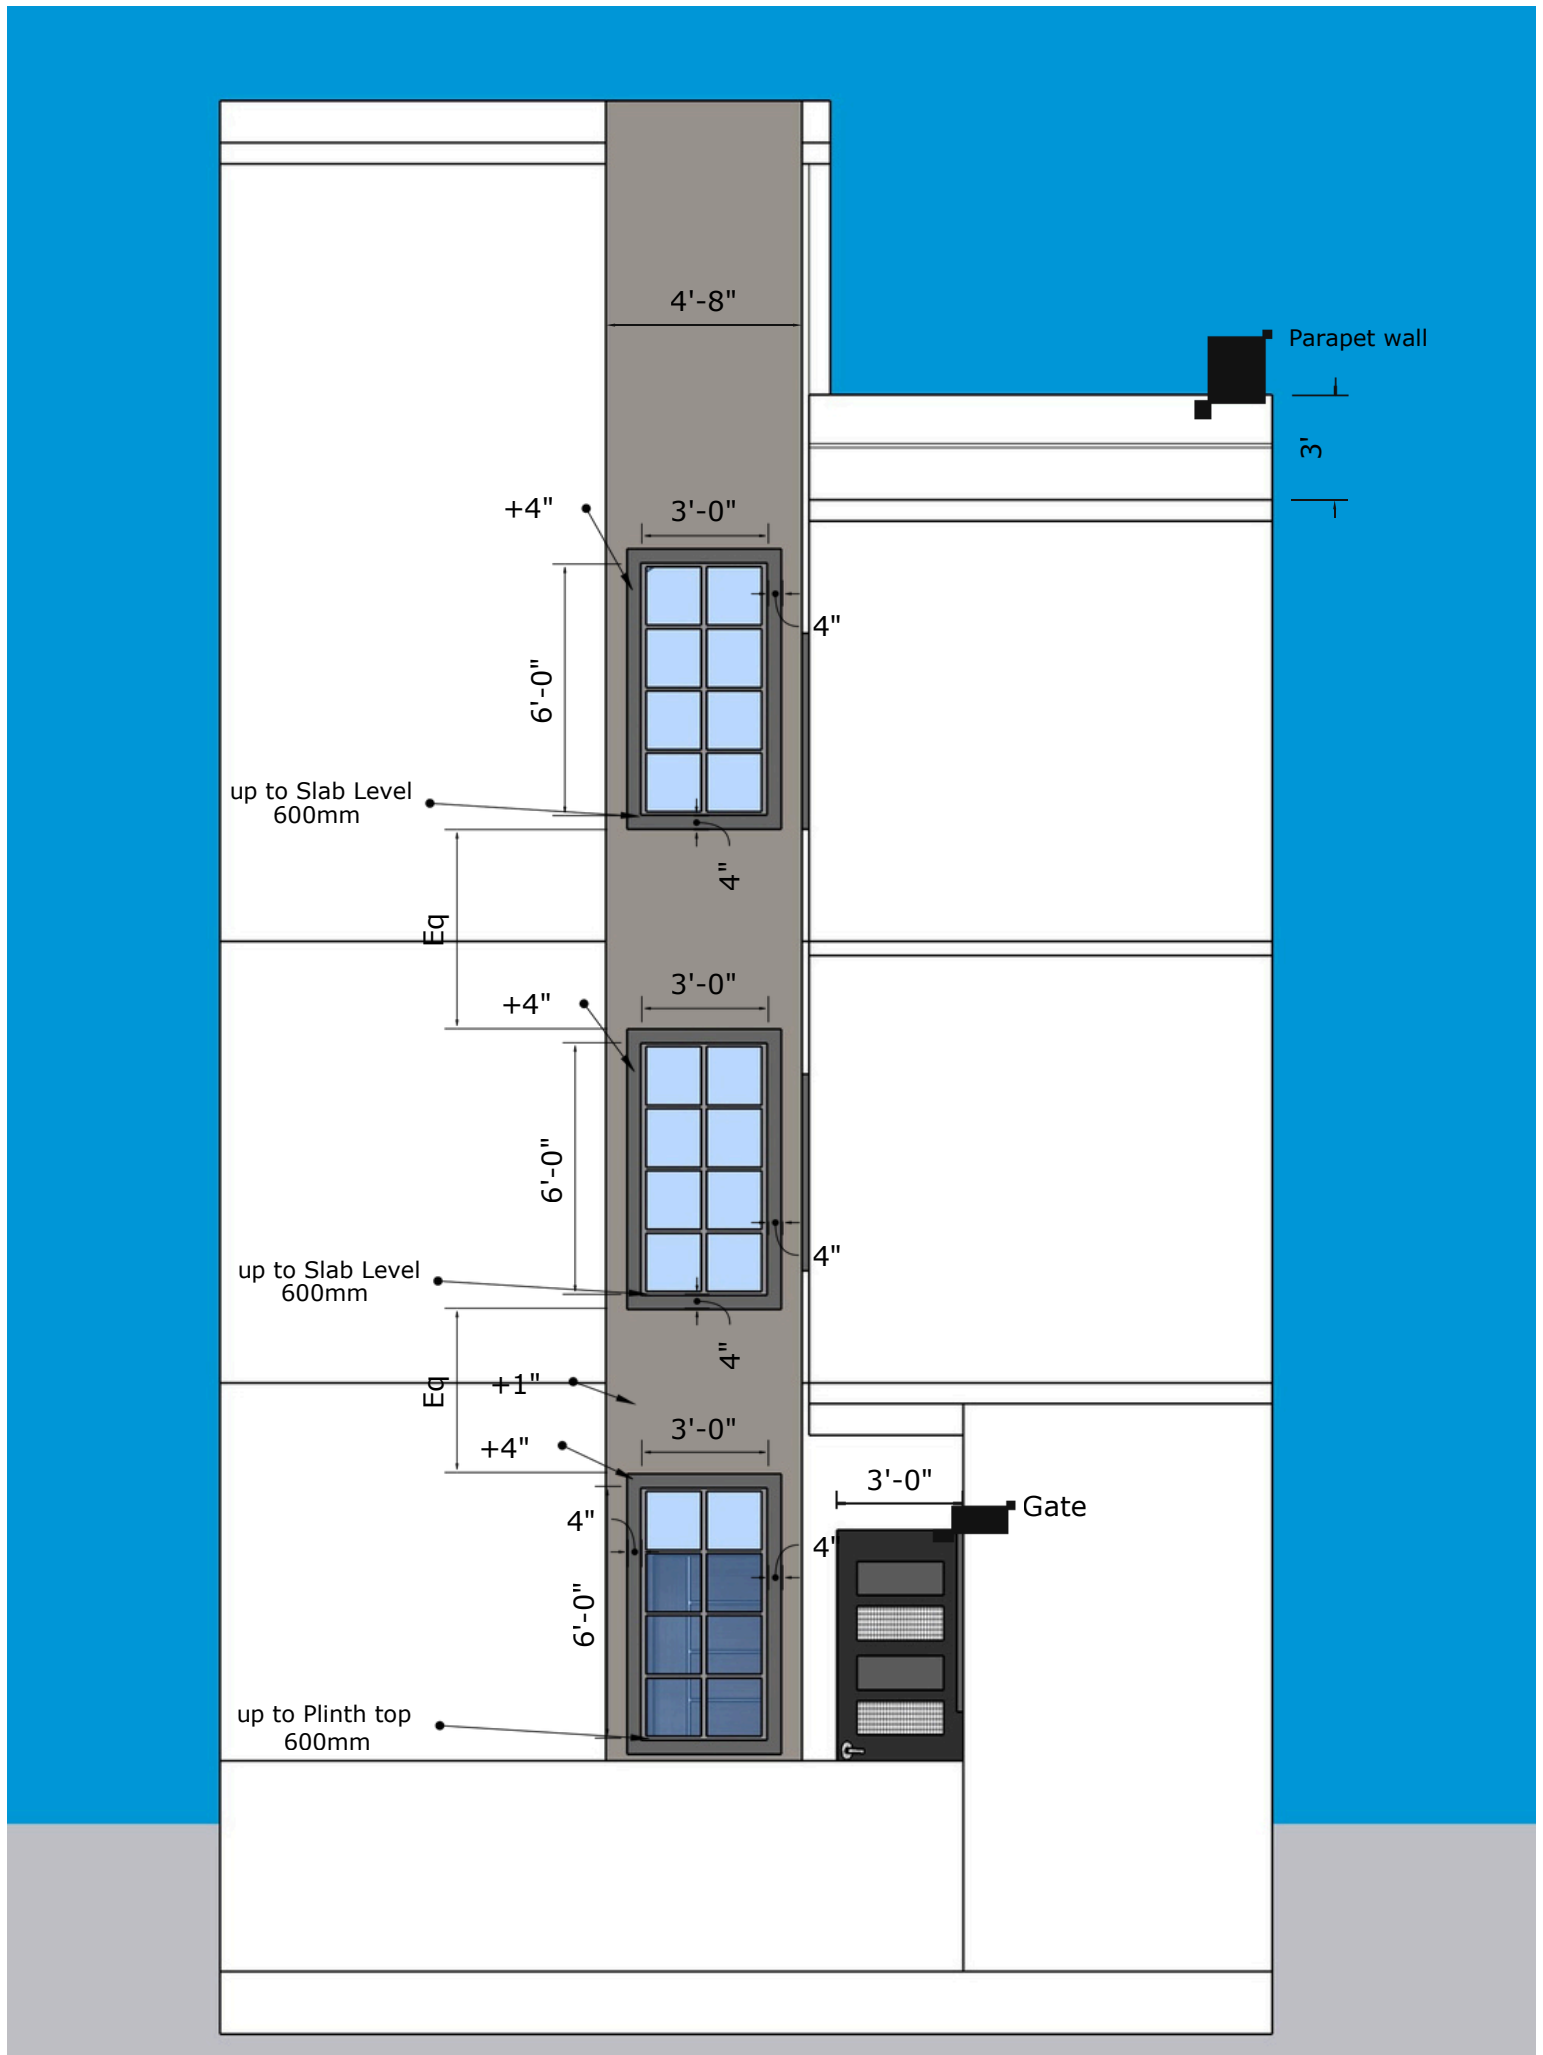 4'-8"
Parapet wall
3'
+4"
3'-0"
4"
6'-0"
up to Slab Level
600mm
4"
Eq
3'-0"
+4"
6'-0"
4"
up to Slab Level
600mm
4"
Eq
+1"
3'-0"
+4"
3'-0"
Gate
4"
4'
6'-0"
up to Plinth top
600mm